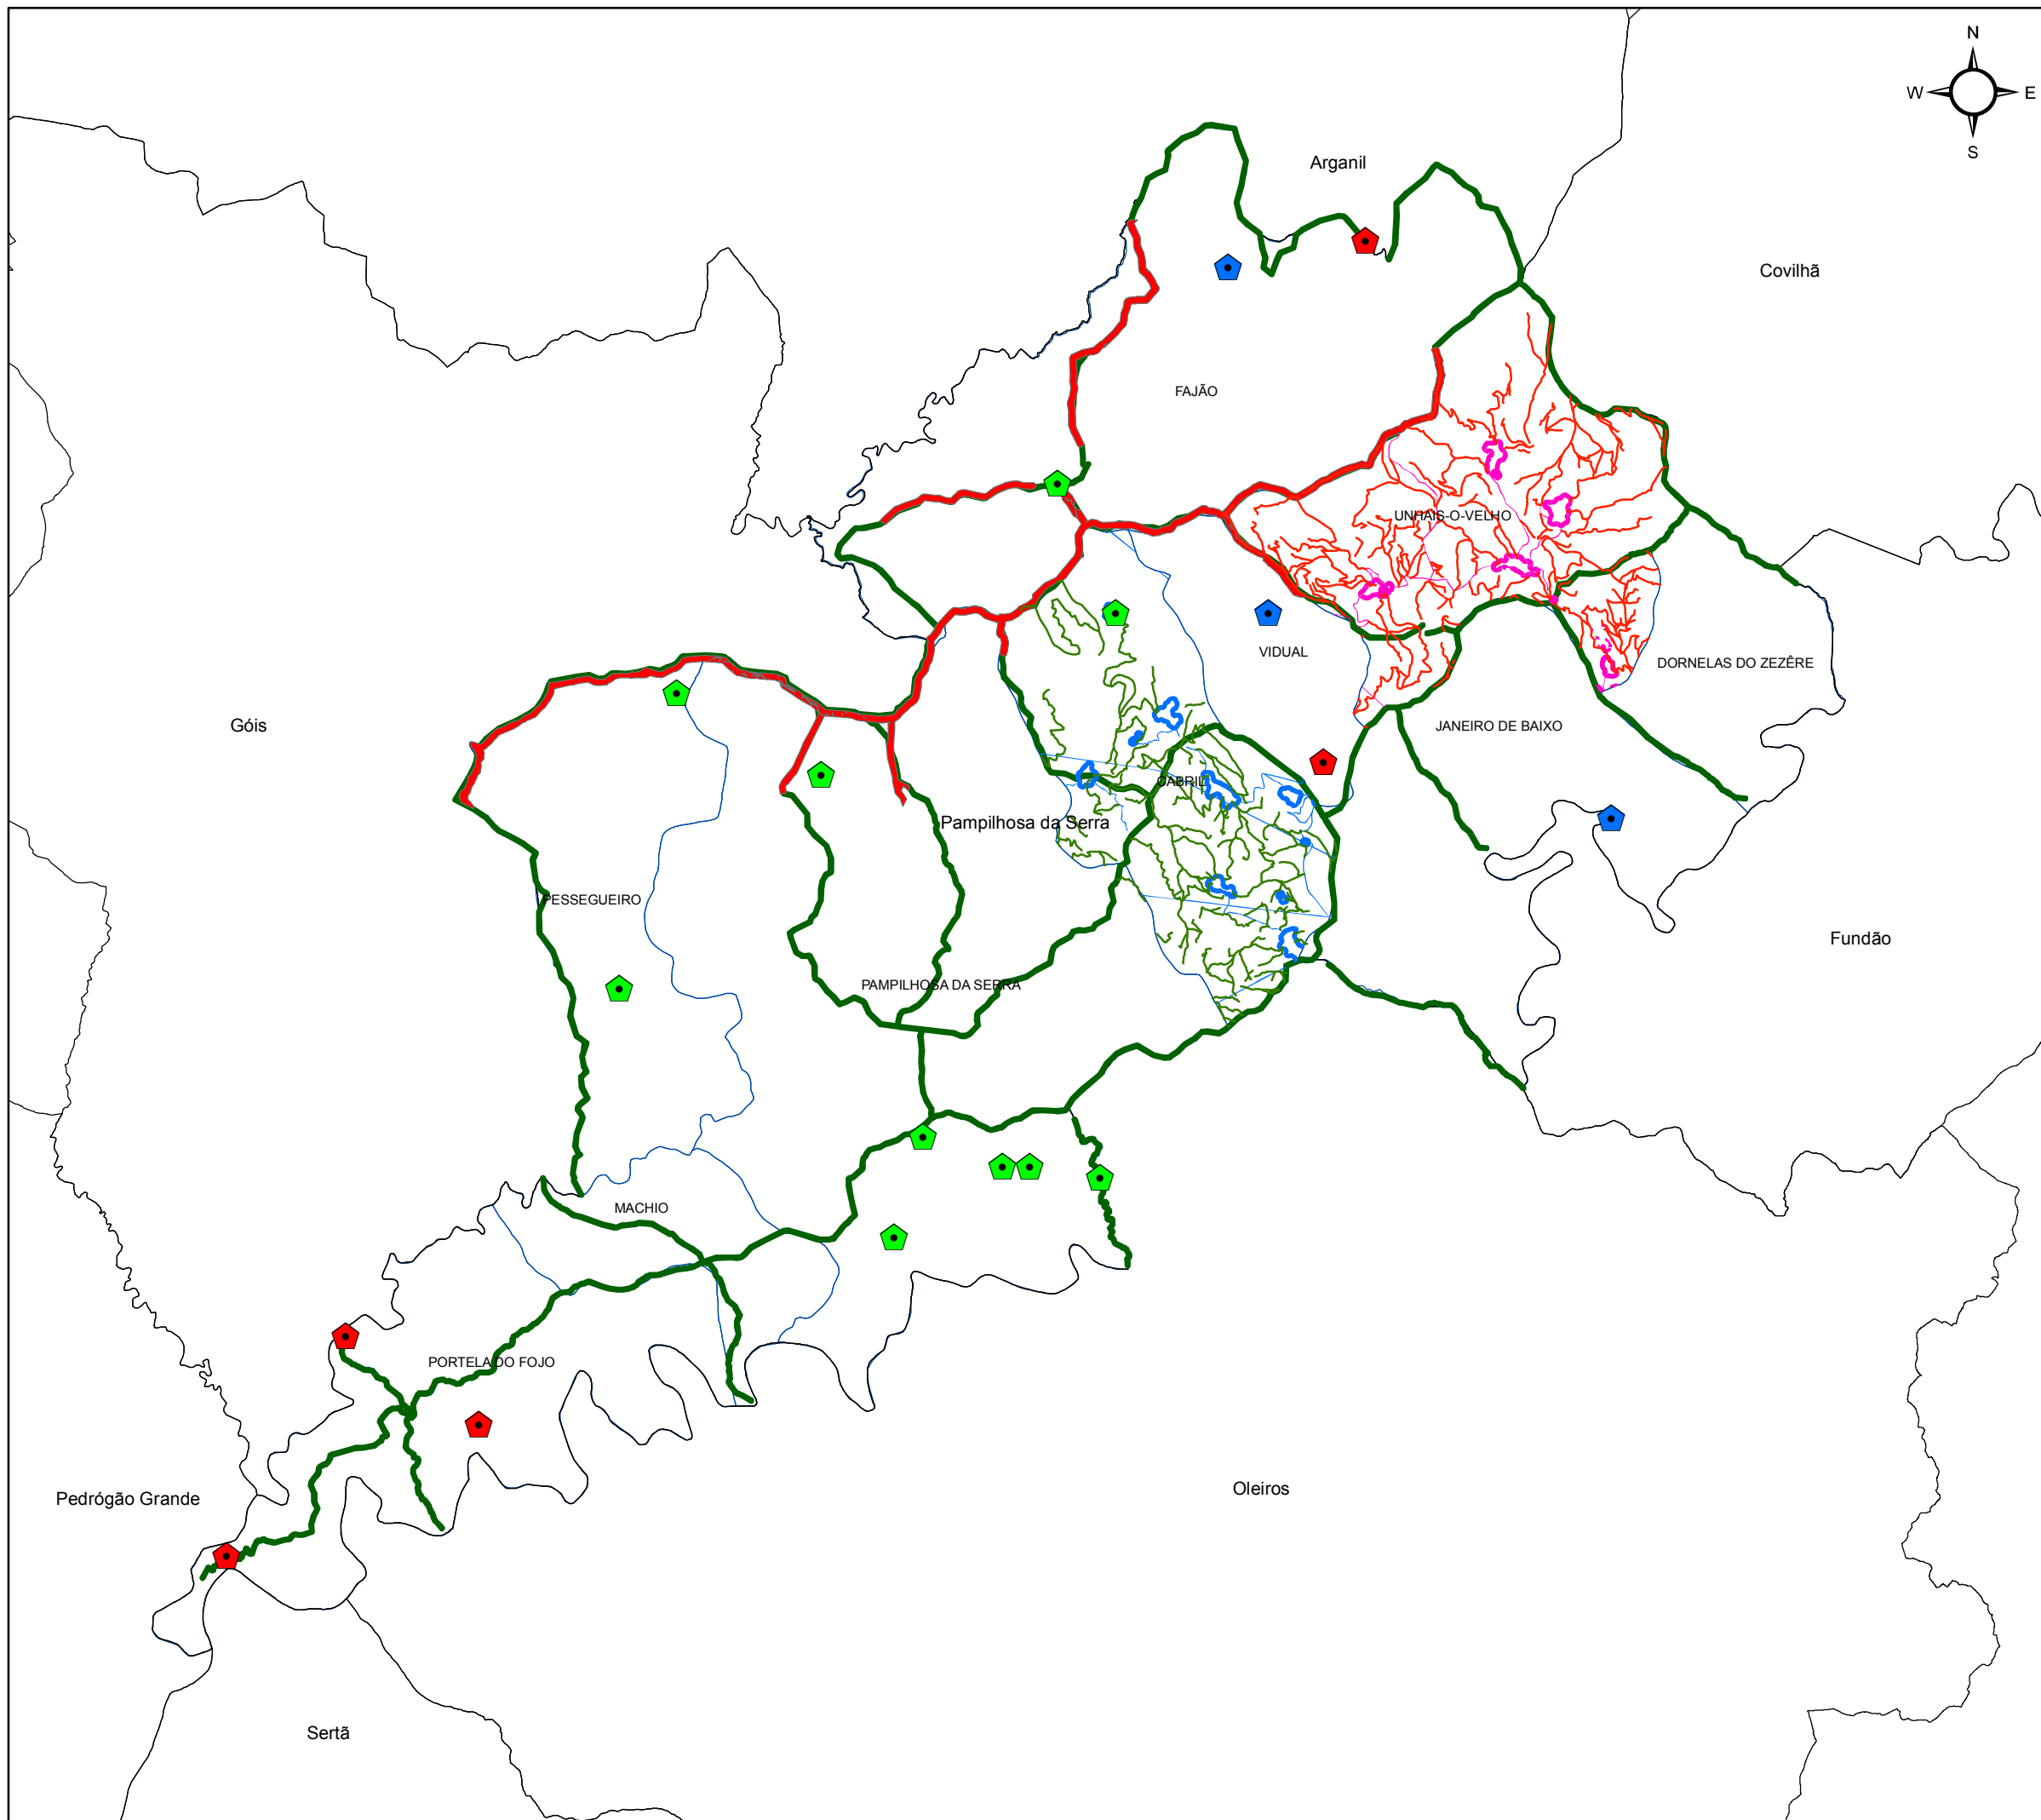 N
W E
S
Arganil
Covilhã
FAJÃO
UNHAIS-O-VELHO
VIDUAL
DORNELAS DO ZEZÊRE
Góis
JANEIRO DE BAIXO
CABRIL
Pampilhosa da Serra
PESSEGUEIRO
Fundão
PAMPILHOSA DA SERRA
MACHIO
PORTELA DO FOJO
Oleiros
Pedrógão Grande
Sertã